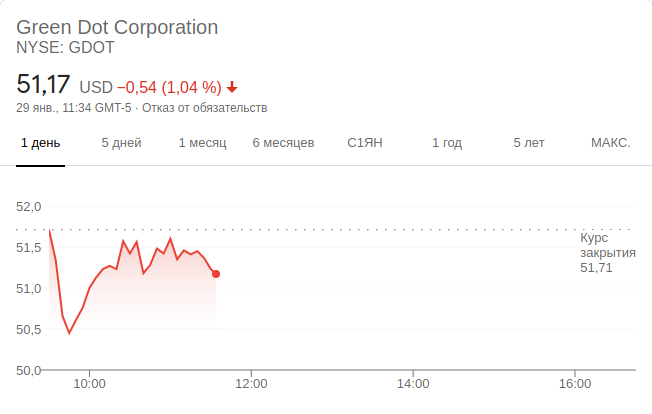 Green Dot Corporation
NYSE: GDOT
51,17 USD −0,54 (1,04 %)
29 янв., 11:34 GMT-5 · Отказ от обязательств
1 день 5 дней 1 месяц 6 месяцев С1ЯН 1 год 5 лет МАКС.
52,0
51,5
51,0
50,5
50,0
Курс
закрытия
51,71
10:00 12:00 14:00 16:00